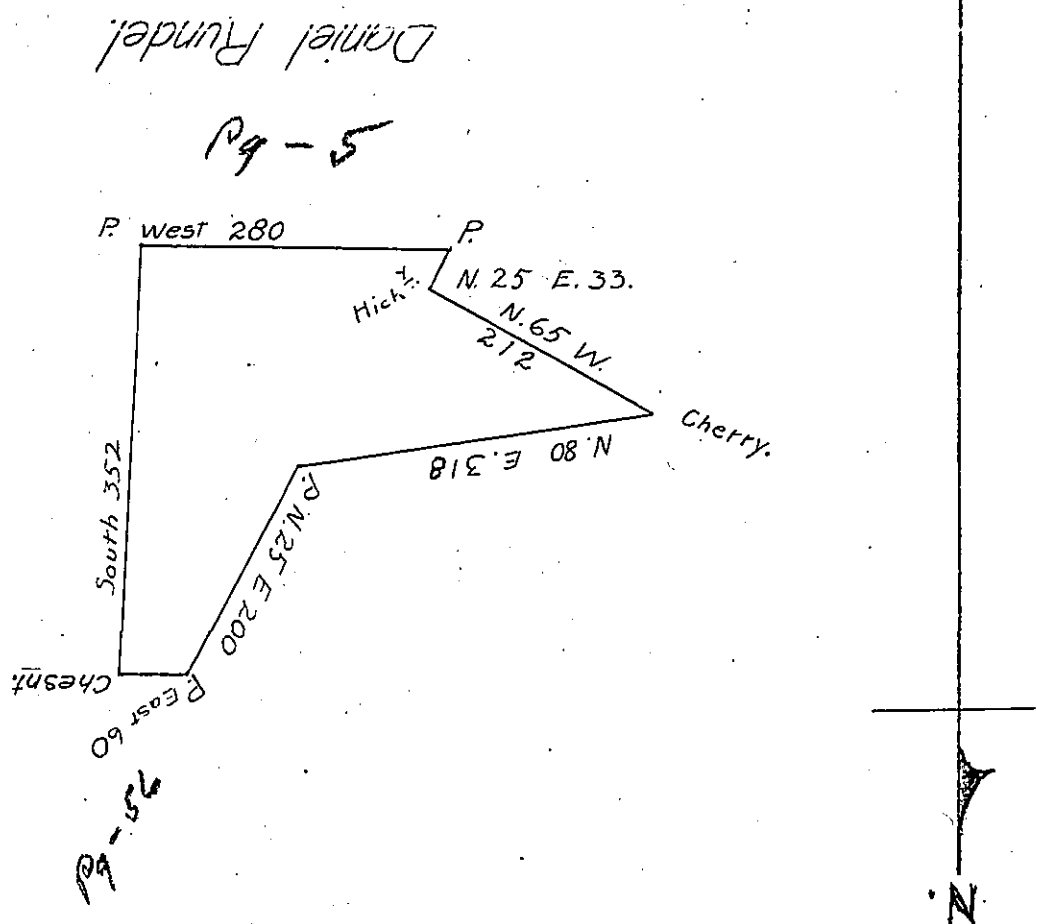 Daniel Rundel.
Pg - 5
P. West 280
P.
N. 25 E. 33.
Hick<u>y</u>.
N. 65 W.
212
Cherry.
N. 80 E. 318
P. N. 25 E 200
South 352
Chesn<u>t</u>.
P. East 60
Pg - 56
N